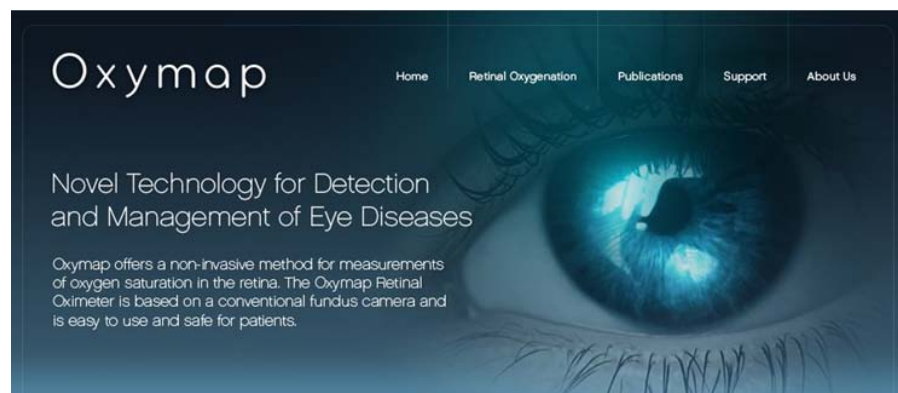 Oxymap
Home
Retinal Oxygenation
Publications
Support
About Us
Novel Technology for Detection
and Management of Eye Diseases
Oxymap offers a non-invasive method for measurements
of oxygen saturation in the retina. The Oxymap Retinal
Oximeter is based on a conventional fundus camera and
is easy to use and safe for patients.